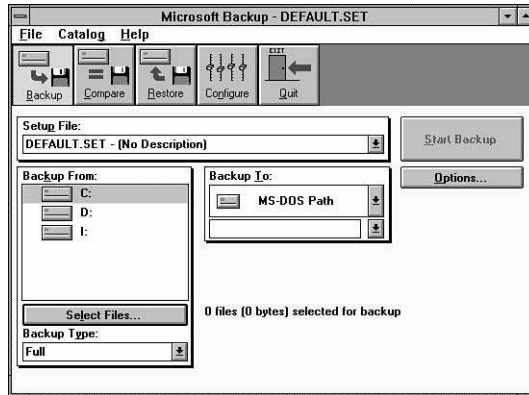 Microsoft Backup - DEFAULT.SET
File Catalog Help
Backup Compare Restore Configure EXIT Quit
Setup File:
DEFAULT.SET - (No Description)
Start Backup
Backup From:
C:
D:
I:
Select Files...
Backup Type:
Full
Backup To:
MS-DOS Path
Options...
0 files (0 bytes) selected for backup